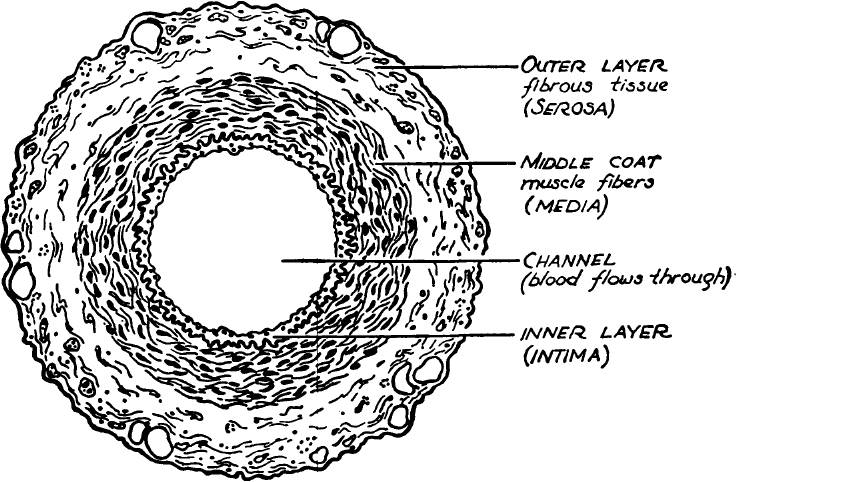 OUTER LAYER
fibrous tissue
(SEROSA)
MIDDLE COAT
muscle fibers
(MEDIA)
CHANNEL
(blood flows through)
INNER LAYER
(INTIMA)